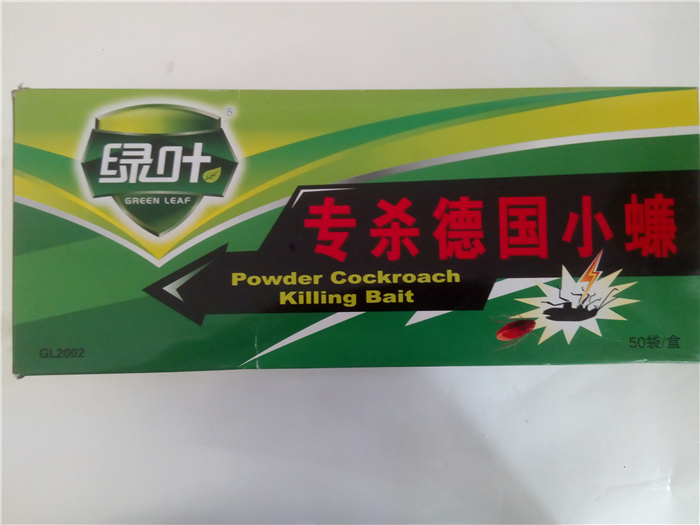 ®
绿叶
GREEN LEAF
专杀德国小蠊
Powder Cockroach
Killing Bait
GL2002
50袋/盒